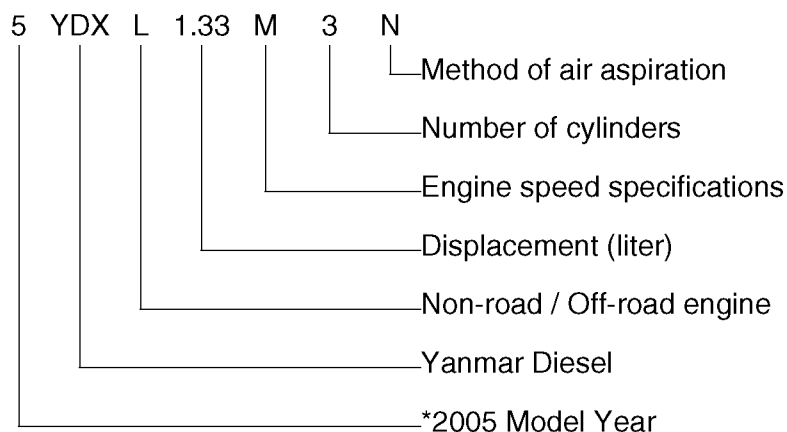 5 YDX L 1.33 M 3 N
Method of air aspiration
Number of cylinders
Engine speed specifications
Displacement (liter)
Non-road / Off-road engine
Yanmar Diesel
*2005 Model Year